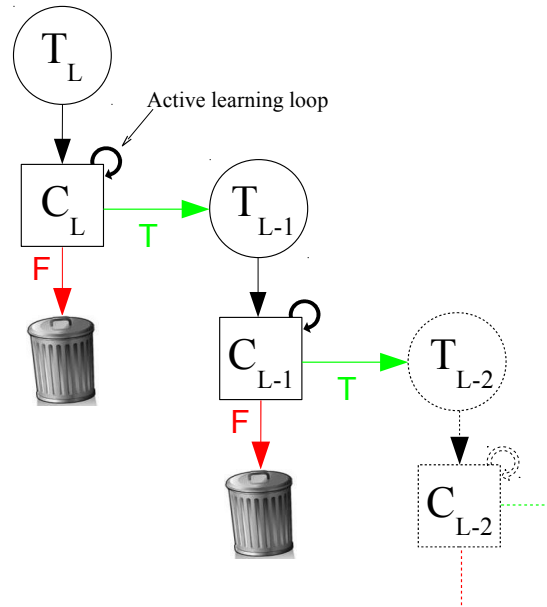 T_L
Active learning loop
C_L
T
T_L-1
F
C_L-1
T
T_L-2
F
C_L-2